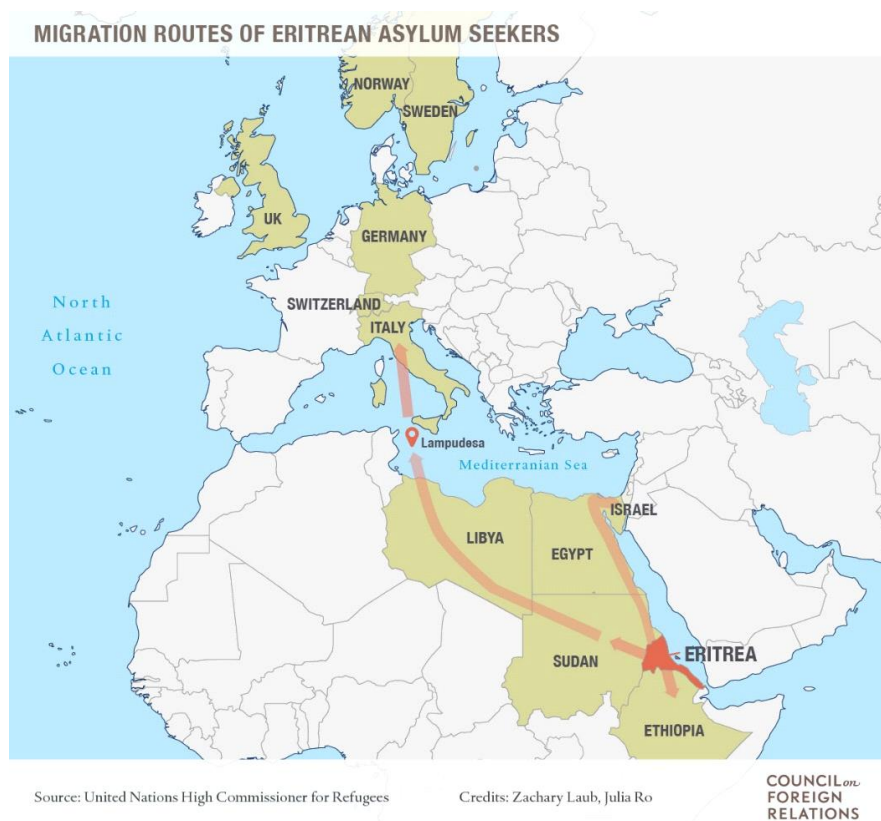 MIGRATION ROUTES OF ERITREAN ASYLUM SEEKERS
NORWAY
SWEDEN
UK
GERMANY
SWITZERLAND
ITALY
North
Atlantic
Ocean
Lampudesa
Mediterranian Sea
ISRAEL
LIBYA
EGYPT
SUDAN
ERITREA
ETHIOPIA
Source: United Nations High Commissioner for Refugees
Credits: Zachary Laub, Julia Ro
COUNCIL on
FOREIGN
RELATIONS